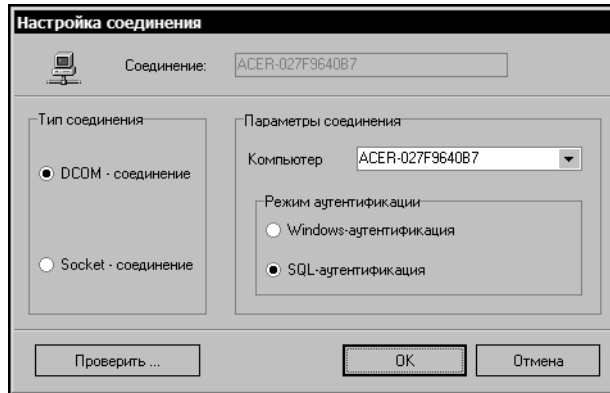 Настройка соединения
Соединение: ACER-027F9640B7
Тип соединения
DCOM - соединение
Socket - соединение
Параметры соединения
Компьютер ACER-027F9640B7
Режим аутентификации
Windows-аутентификация
SQL-аутентификация
Проверить ... OK Отмена